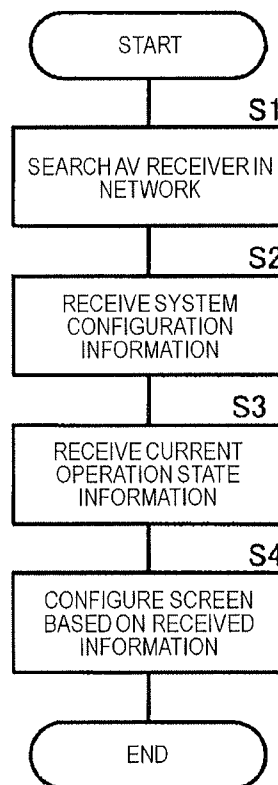 START
S1
SEARCH AV RECEIVER IN
NETWORK
S2
RECEIVE SYSTEM
CONFIGURATION
INFORMATION
S3
RECEIVE CURRENT
OPERATION STATE
INFORMATION
S4
CONFIGURE SCREEN
BASED ON RECEIVED
INFORMATION
END